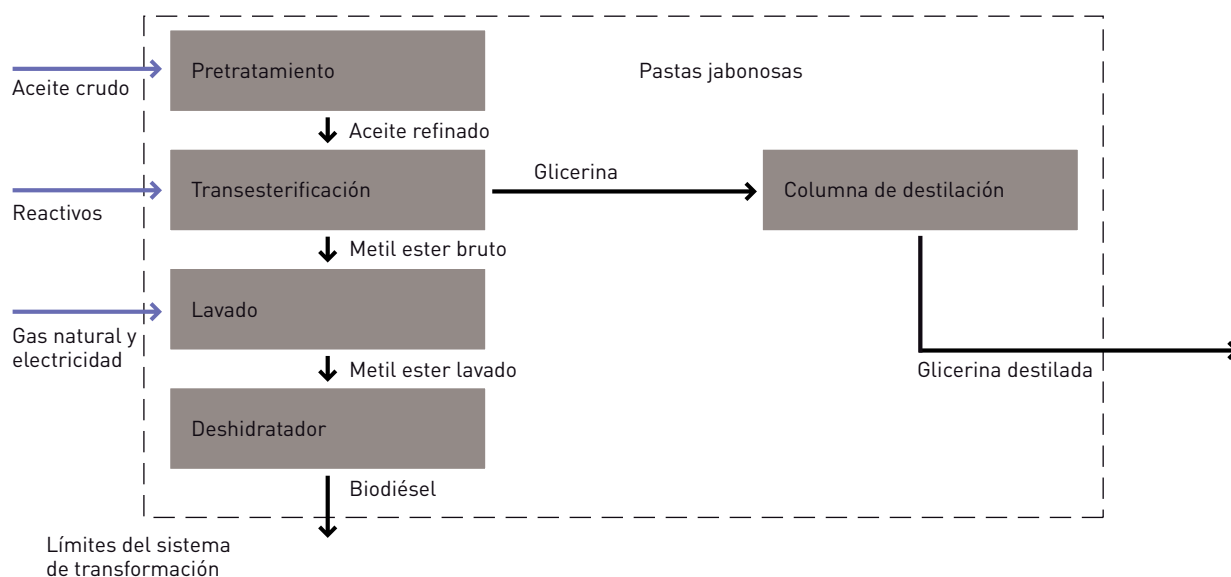 Pretratamiento
Pastas jabonosas
Aceite crudo
Aceite refinado
Glicerina
Transesterificación
Columna de destilación
Reactivos
Metil ester bruto
Lavado
Gas natural y
electricidad
Metil ester lavado
Glicerina destilada
Deshidratador
Biodiésel
Límites del sistema
de transformación